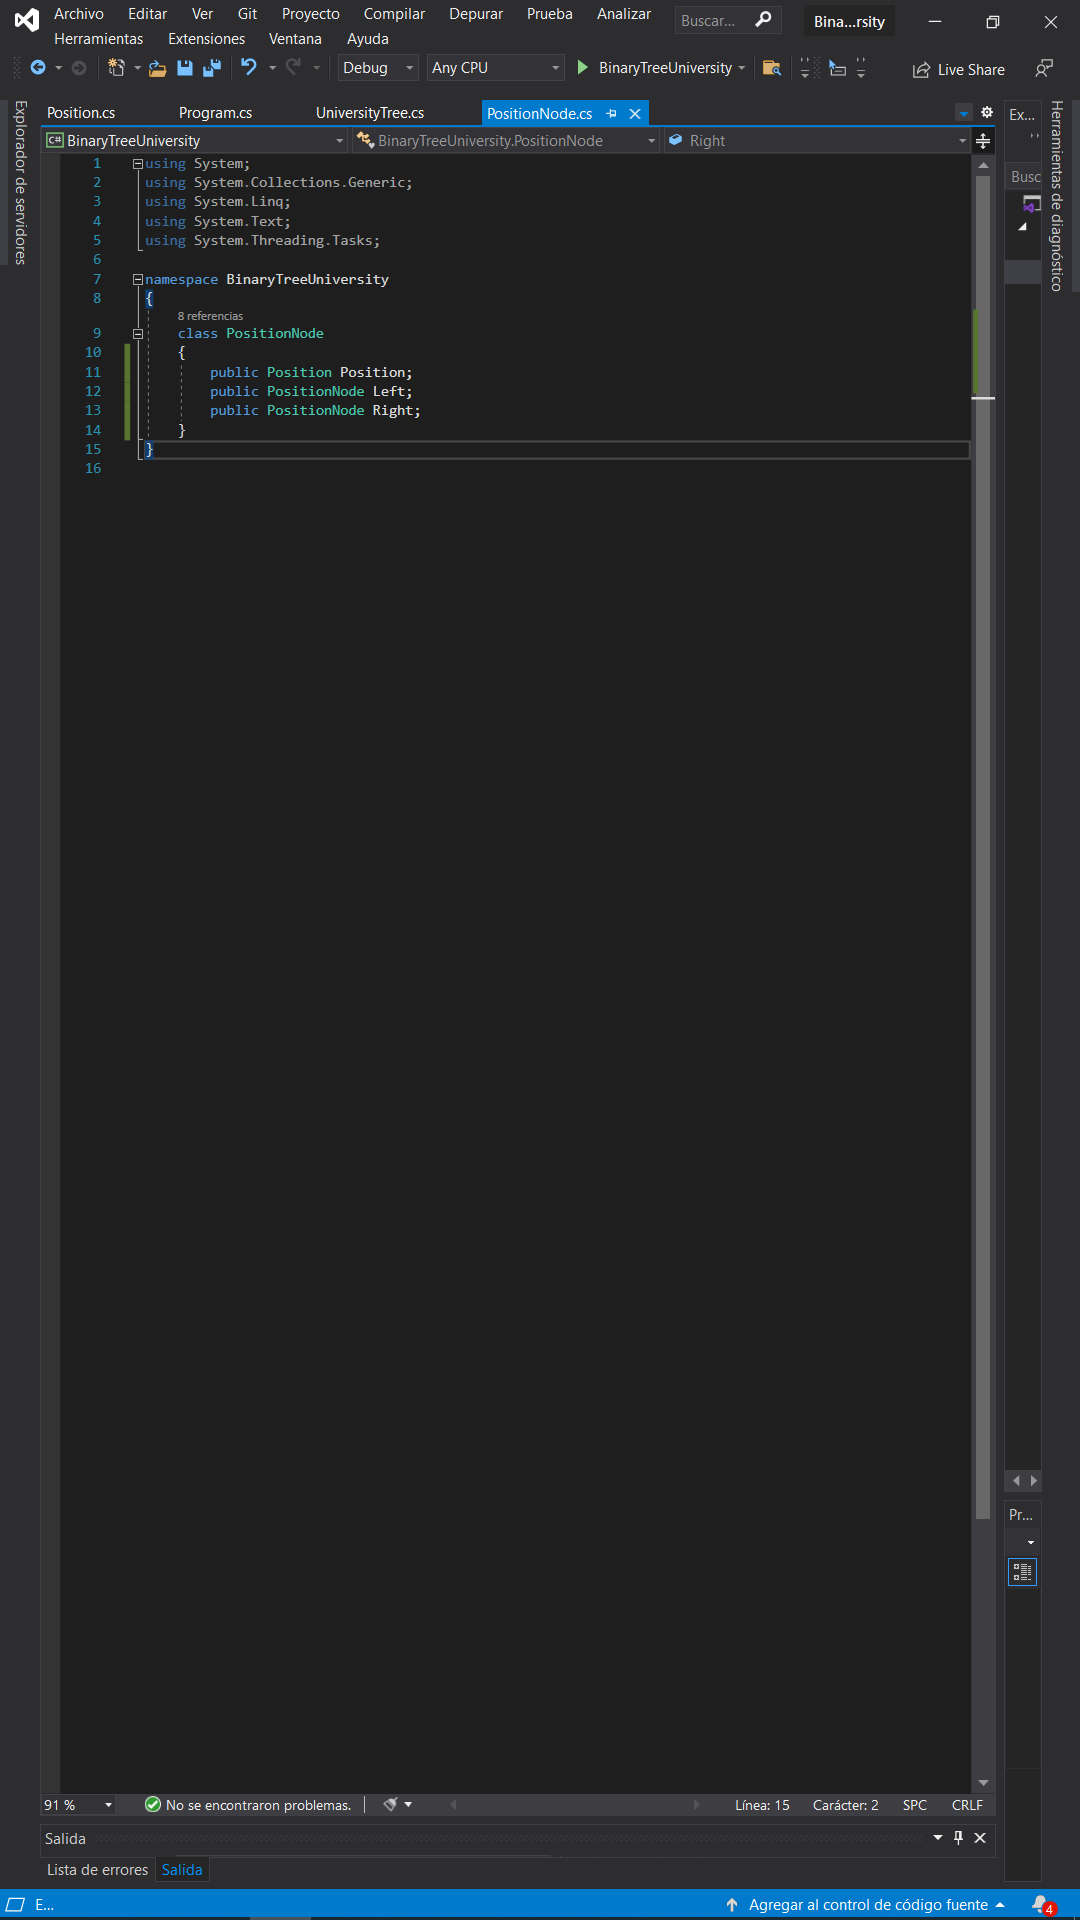 Archivo Editar Ver Git Proyecto Compilar Depurar Prueba Analizar Buscar... Bina...rsity
Herramientas Extensiones Ventana Ayuda
Debug Any CPU BinaryTreeUniversity Live Share
Explorador de servidores
Position.cs Program.cs UniversityTree.cs PositionNode.cs
Ex...
Herramientas de diagnóstico
C# BinaryTreeUniversity BinaryTreeUniversity.PositionNode Right
Busc
1 using System;
2 using System.Collections.Generic;
3 using System.Linq;
4 using System.Text;
5 using System.Threading.Tasks;
6
7 namespace BinaryTreeUniversity
8 {
8 referencias
9 class PositionNode
10 {
11 public Position Position;
12 public PositionNode Left;
13 public PositionNode Right;
14 }
15 }
16
Pr...
91 % No se encontraron problemas. Línea: 15 Carácter: 2 SPC CRLF
Salida
Lista de errores Salida
E... Agregar al control de código fuente 4